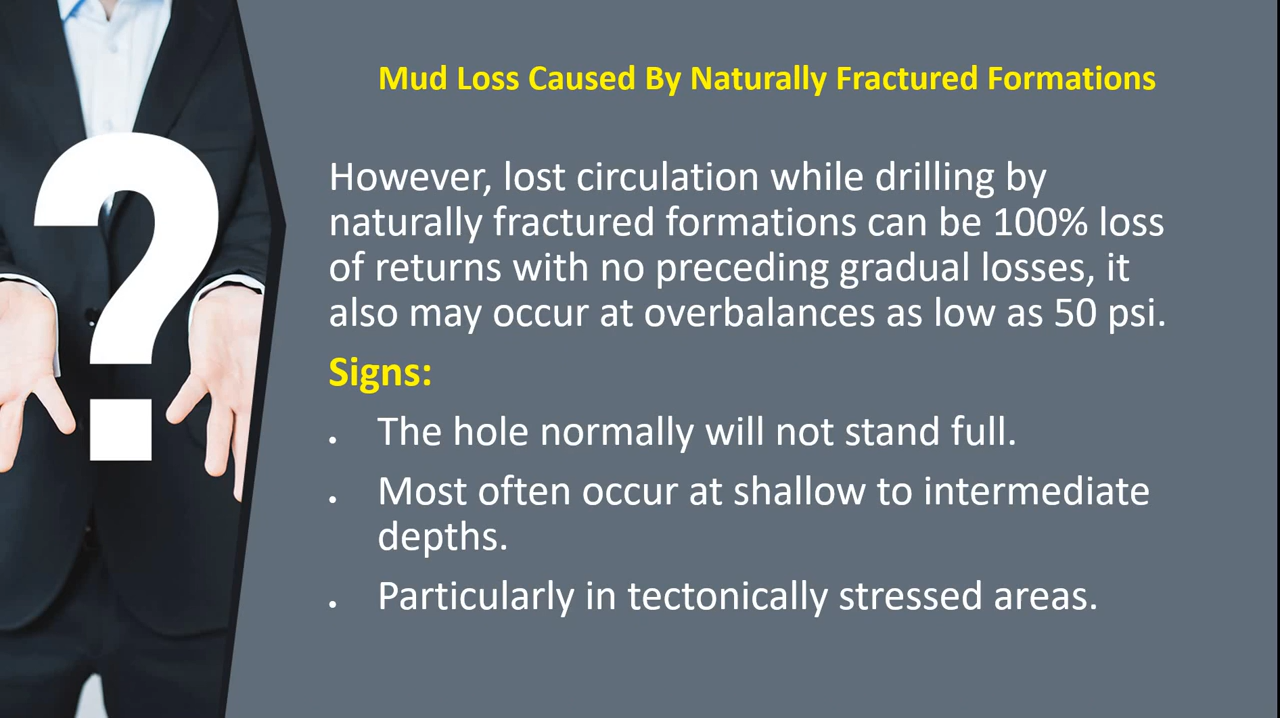 Mud Loss Caused By Naturally Fractured Formations
However, lost circulation while drilling by
naturally fractured formations can be 100% loss
of returns with no preceding gradual losses, it
also may occur at overbalances as low as 50 psi.
Signs:
• The hole normally will not stand full.
• Most often occur at shallow to intermediate
depths.
• Particularly in tectonically stressed areas.
?